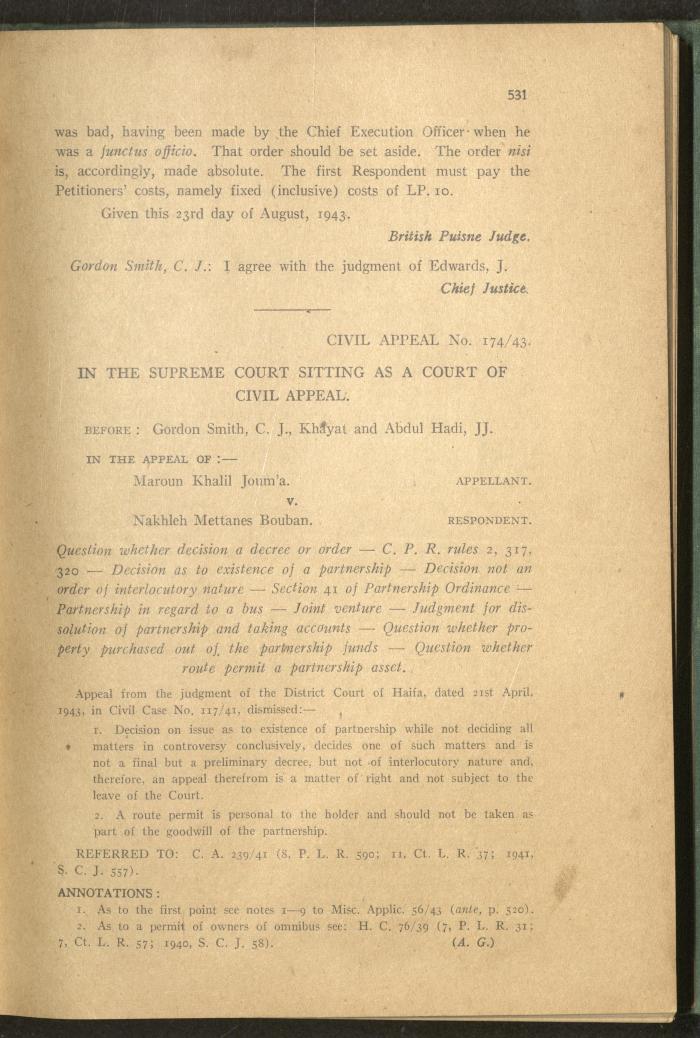 531
was bad, having been made by the Chief Execution Officer when he
was a functus officio. That order should be set aside. The order nisi
is, accordingly, made absolute. The first Respondent must pay the
Petitioners' costs, namely fixed (inclusive) costs of LP. 10.
Given this 23rd day of August, 1943.
British Puisne Judge.
Gordon Smith, C. J.: I agree with the judgment of Edwards, J.
Chief Justice.
CIVIL APPEAL No. 174/43.
IN THE SUPREME COURT SITTING AS A COURT OF
CIVIL APPEAL.
BEFORE: Gordon Smith, C. J., Khayat and Abdul Hadi, JJ.
IN THE APPEAL OF :—
Maroun Khalil Joum'a. APPELLANT.
v.
Nakhleh Mettanes Bouban. RESPONDENT.
Question whether decision a decree or order — C. P. R. rules 2, 317,
320 — Decision as to existence of a partnership — Decision not an
order of interlocutory nature — Section 41 of Partnership Ordinance —
Partnership in regard to a bus — Joint venture — Judgment for dis-
solution of partnership and taking accounts — Question whether pro-
perty purchased out of the partnership funds — Question whether
route permit a partnership asset.
Appeal from the judgment of the District Court of Haifa, dated 21st April,
1943, in Civil Case No. 117/41, dismissed:—
1. Decision on issue as to existence of partnership while not deciding all
matters in controversy conclusively, decides one of such matters and is
not a final but a preliminary decree, but not of interlocutory nature and,
therefore, an appeal therefrom is a matter of right and not subject to the
leave of the Court.
2. A route permit is personal to the holder and should not be taken as
part of the goodwill of the partnership.
REFERRED TO: C. A. 239/41 (8, P. L. R. 590; 11, Ct. L. R. 37; 1941,
S. C. J. 557).
ANNOTATIONS :
1. As to the first point see notes 1—9 to Misc. Applic. 56/43 (ante, p. 520).
2. As to a permit of owners of omnibus see: H. C. 76/39 (7, P. L. R. 31;
7, Ct. L. R. 57; 1940, S. C. J. 58). (A. G.)